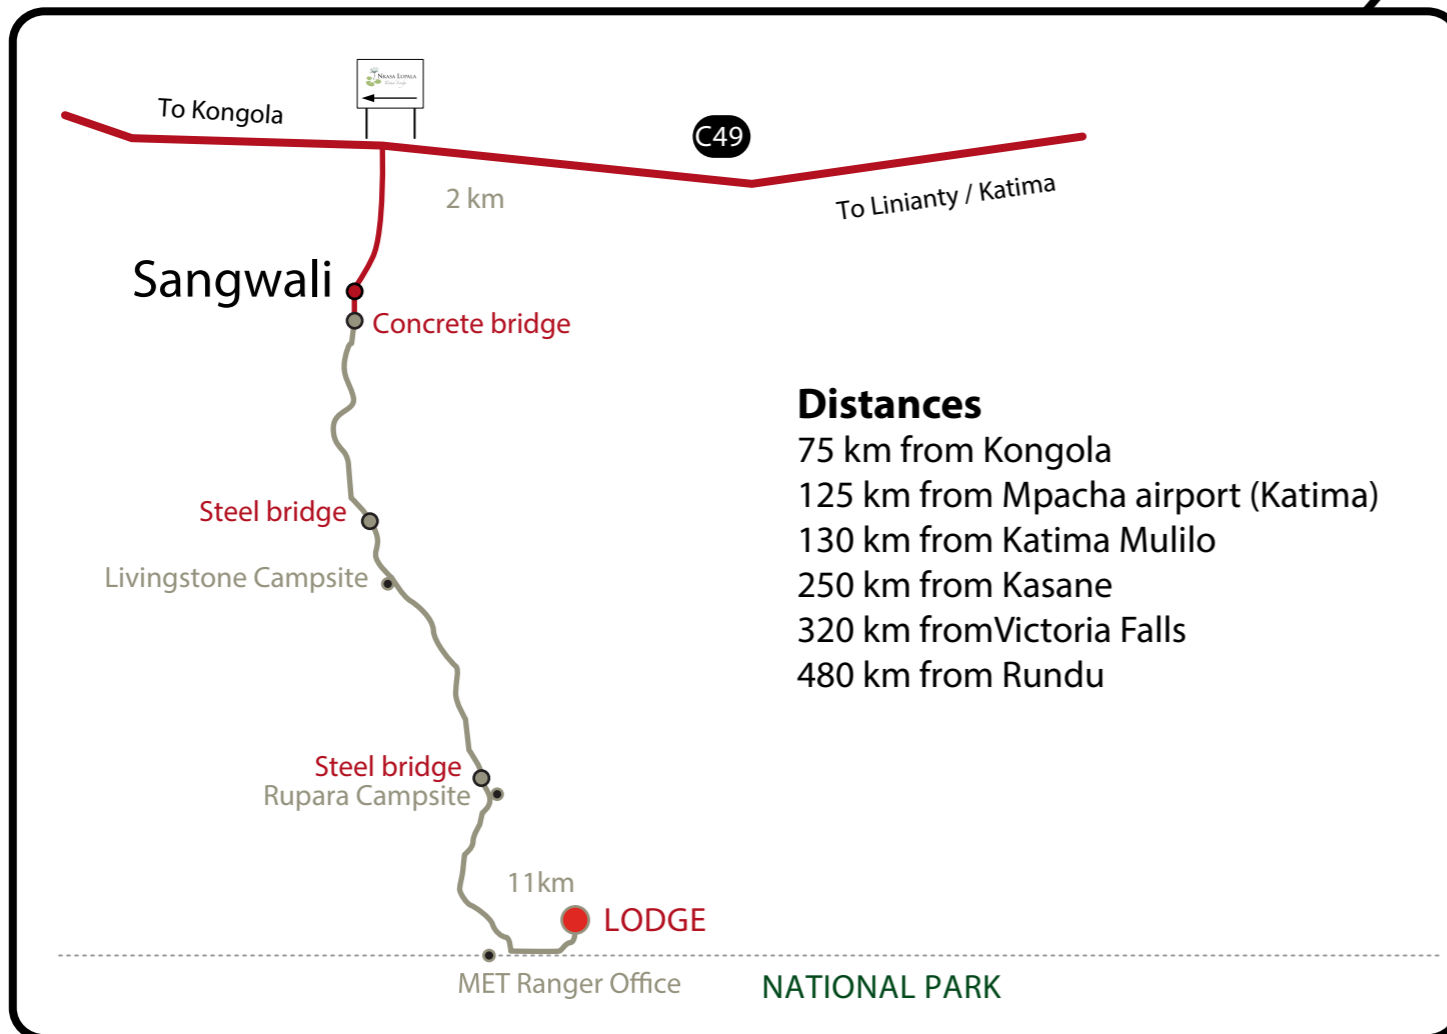 NKASA LUPALA
To Kongola
C49
2 km
To Linianty / Katima
Sangwali
Concrete bridge
Distances
75 km from Kongola
125 km from Mpacha airport (Katima)
130 km from Katima Mulilo
250 km from Kasane
320 km fromVictoria Falls
480 km from Rundu
Steel bridge
Livingstone Campsite
Steel bridge
Rupara Campsite
11km
LODGE
MET Ranger Office
NATIONAL PARK